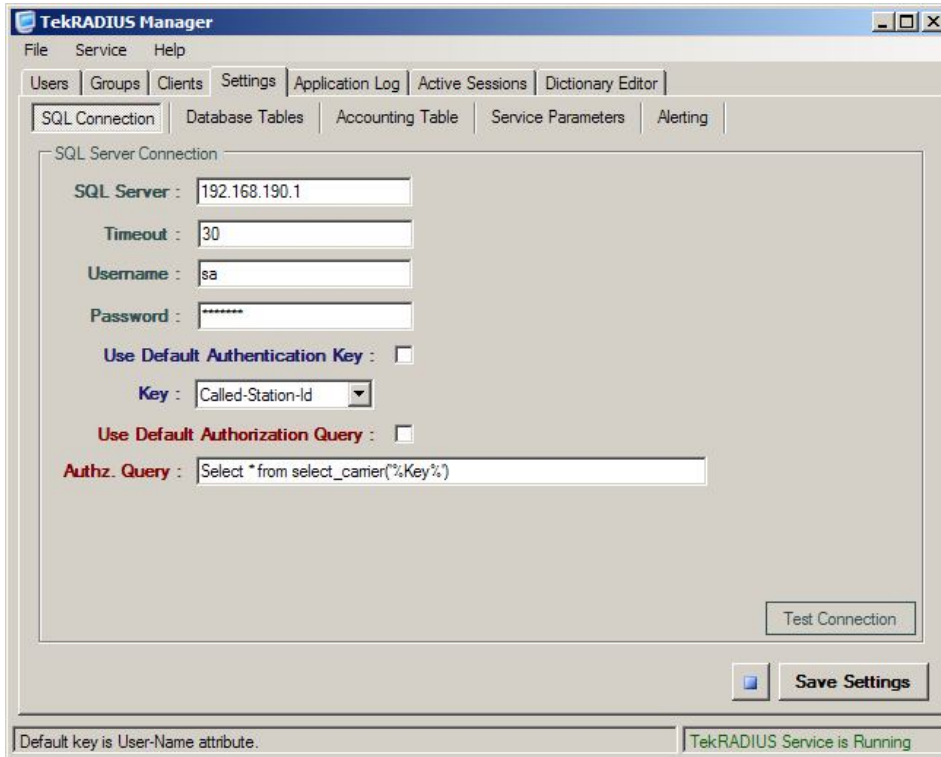 TekRADIUS Manager
File Service Help
Users Groups Clients Settings Application Log Active Sessions Dictionary Editor
SQL Connection Database Tables Accounting Table Service Parameters Alerting
SQL Server Connection
SQL Server : 192.168.190.1
Timeout : 30
Username : sa
Password : *******
Use Default Authentication Key :
Key : Called-Station-Id
Use Default Authorization Query :
Authz. Query : Select * from select_carrier('%Key%')
Test Connection
Save Settings
Default key is User-Name attribute. TekRADIUS Service is Running